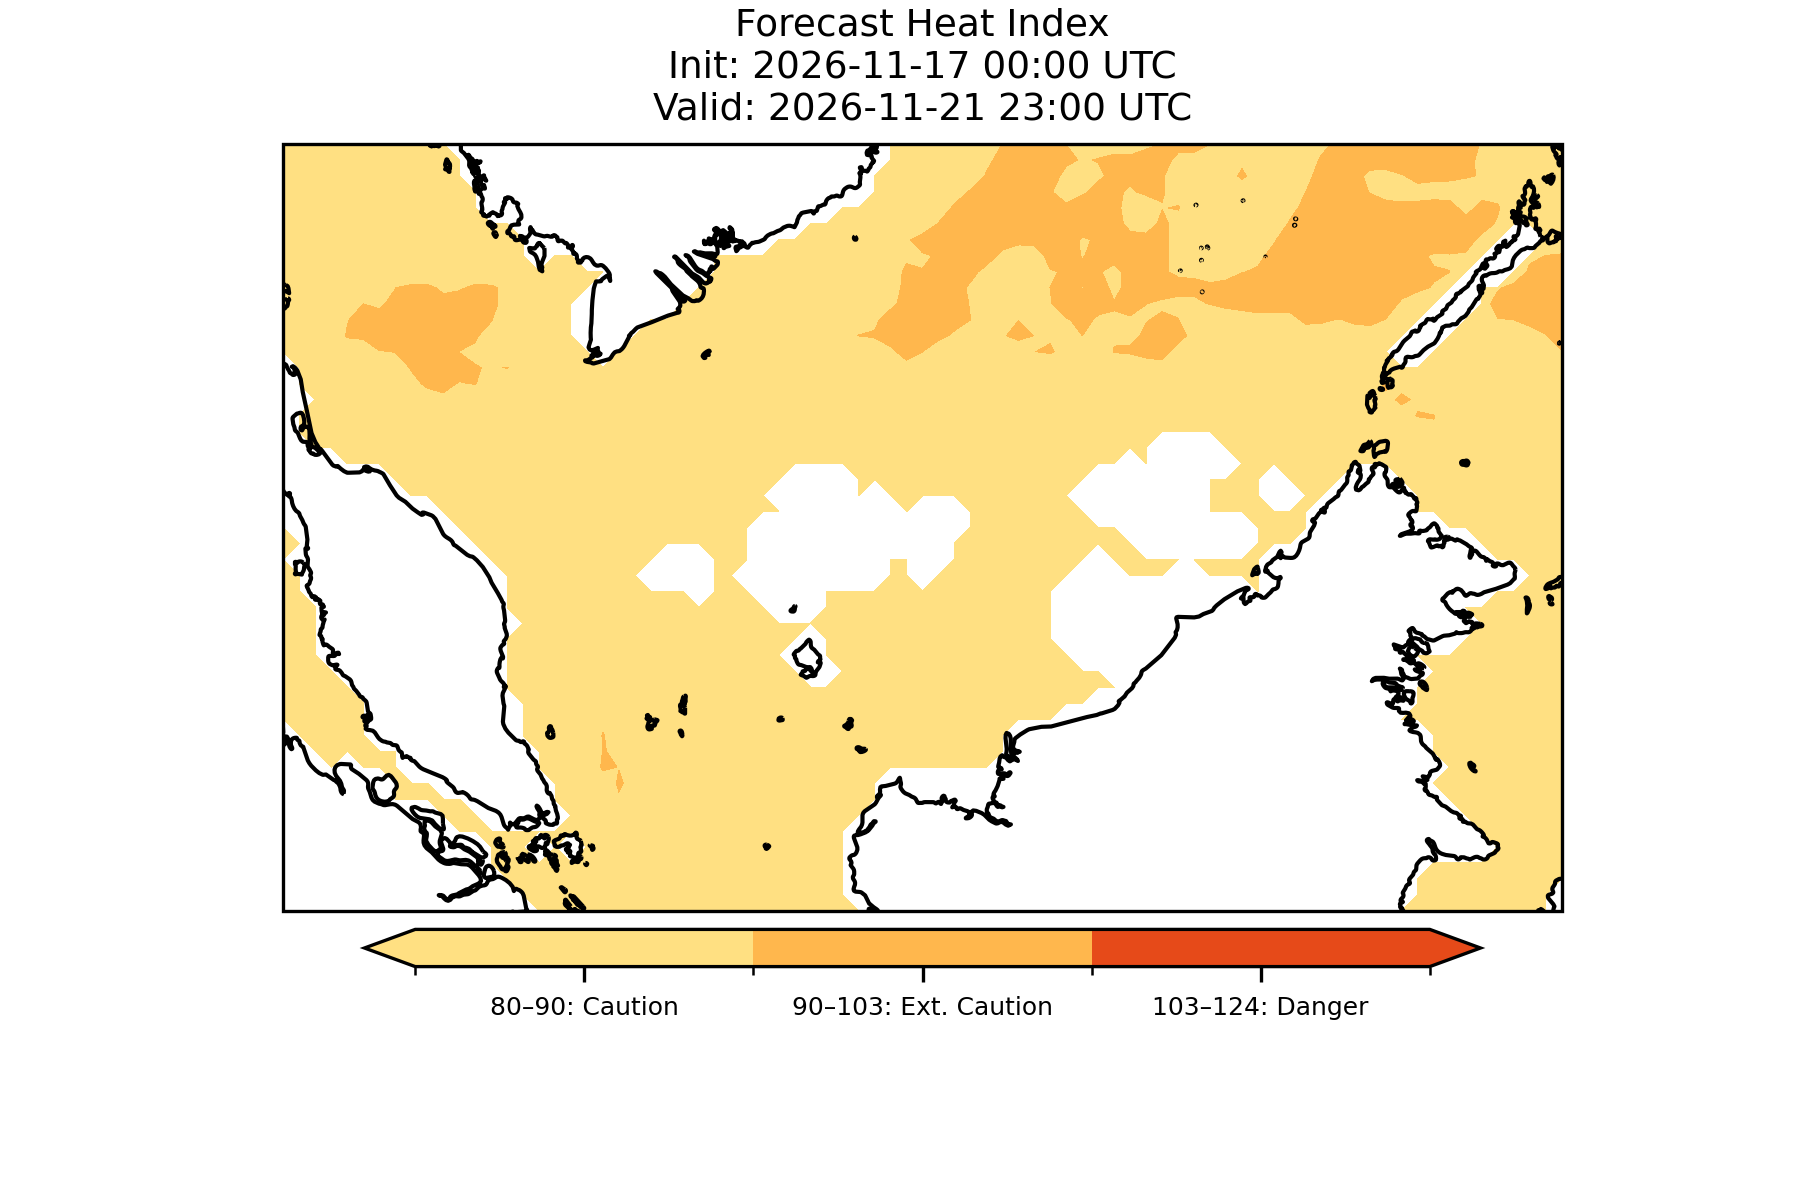 Forecast Heat Index
Init: 2026-11-17 00:00 UTC
Valid: 2026-11-21 23:00 UTC
80–90: Caution
90–103: Ext. Caution
103–124: Danger